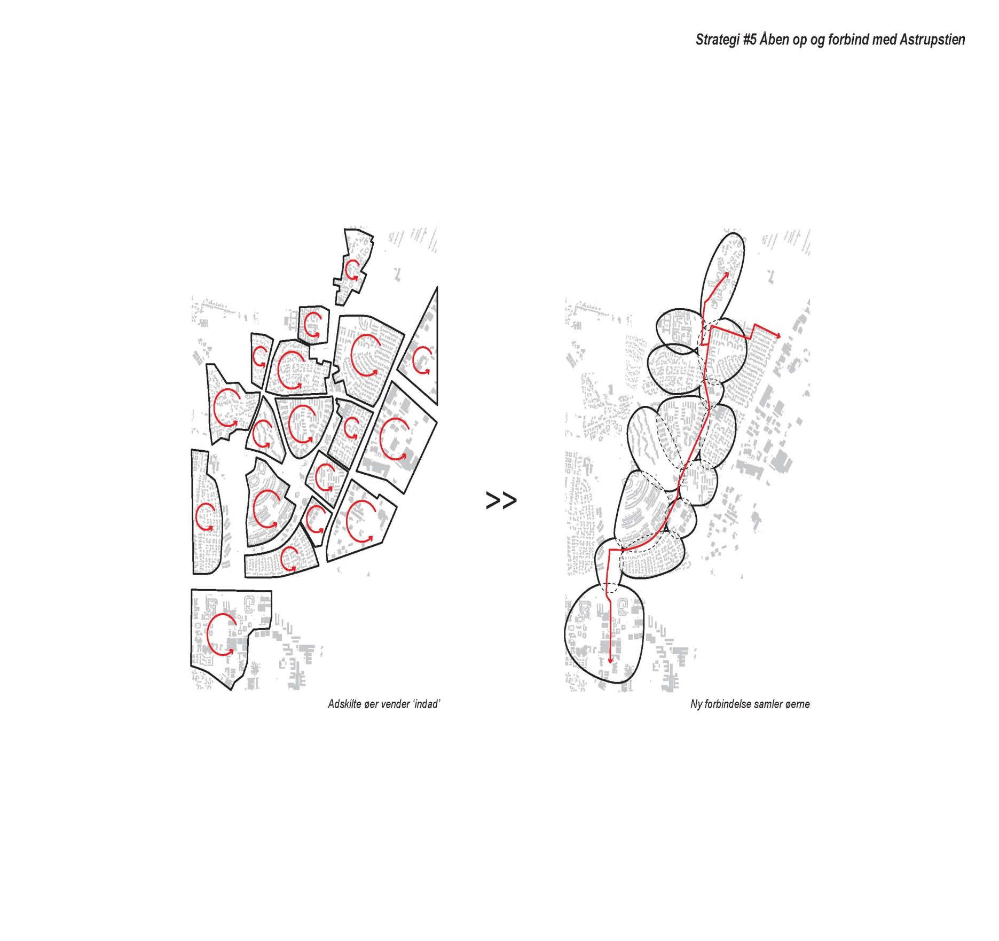 Strategi #5 Åben op og forbind med Astrupstien
>>
Adskilte øer vender ‘indad’
Ny forbindelse samler øerne